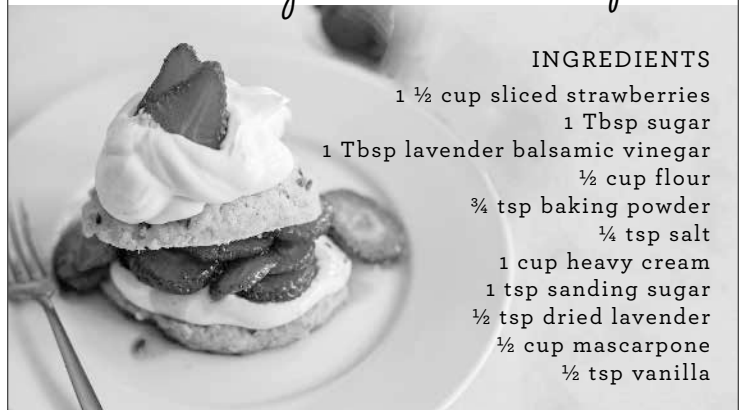 INGREDIENTS
1 ½ cup sliced strawberries
1 Tbsp sugar
1 Tbsp lavender balsamic vinegar
½ cup flour
¾ tsp baking powder
¼ tsp salt
1 cup heavy cream
1 tsp sanding sugar
½ tsp dried lavender
½ cup mascarpone
½ tsp vanilla